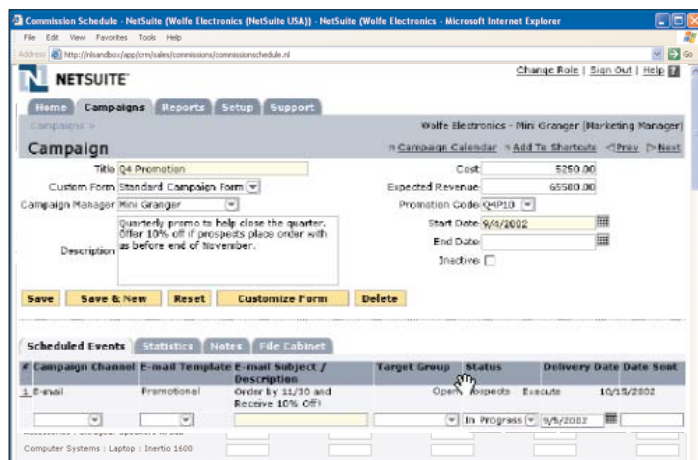 Commission Schedule - NetSuite (Wolfe Electronics (NetSuite USA)) - NetSuite (Wolfe Electronics - Microsoft Internet Explorer
File Edit View Favorites Tools Help
Address http://nlsandbox/app/crm/sales/commissions/commissionschedule.nl Go
N NETSUITE
Change Role | Sign Out | Help ?
Home Campaigns Reports Setup Support
Campaigns > Wolfe Electronics - Mini Granger (Marketing Manager)
Campaign Campaign Calendar Add To Shortcuts Prev Next
Title Q4 Promotion Cost 5250.00
Custom Form Standard Campaign Form Expected Revenue 65500.00
Campaign Manager Mini Granger Promotion Code Q4P10
Description Quarterly promo to help close the quarter. Start Date 9/4/2002
Offer 10% off if prospects place order with End Date
us before end of November. Inactive
Save Save & New Reset Customize Form Delete
Scheduled Events Statistics Notes File Cabinet
# Campaign Channel E-mail Template E-mail Subject / Target Group Status Delivery Date Date Sent
Description
1 E-mail Promotional Order by 11/30 and Open Execute 10/15/2002
Receive 10% Off!
In Progress 9/5/2002
Computer Systems : Laptop : Inertio 1600